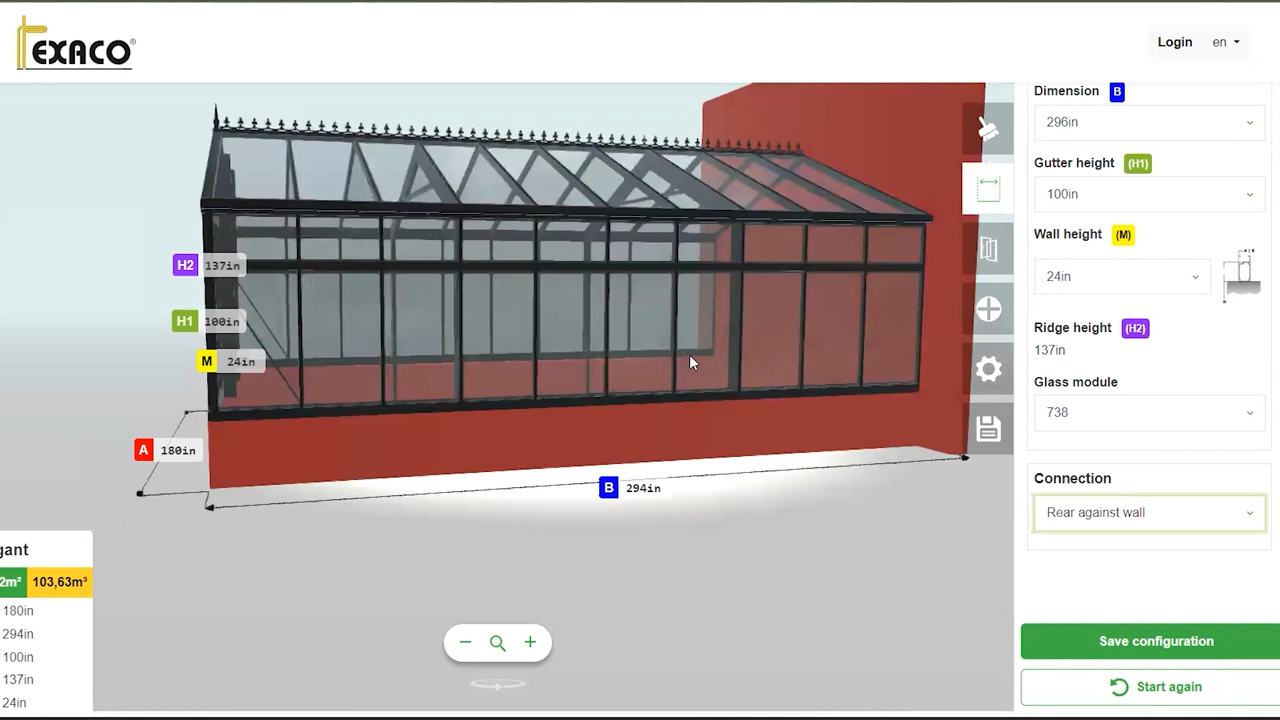 EXACO®
Login en
H2 137in
H1 100in
M 24in
A 180in
B 294in
gant
2m² 103,63m³
180in
294in
100in
137in
24in
Dimension B
296in
Gutter height (H1)
100in
Wall height (M)
24in
Ridge height (H2)
137in
Glass module
738
Connection
Rear against wall
Save configuration
Start again